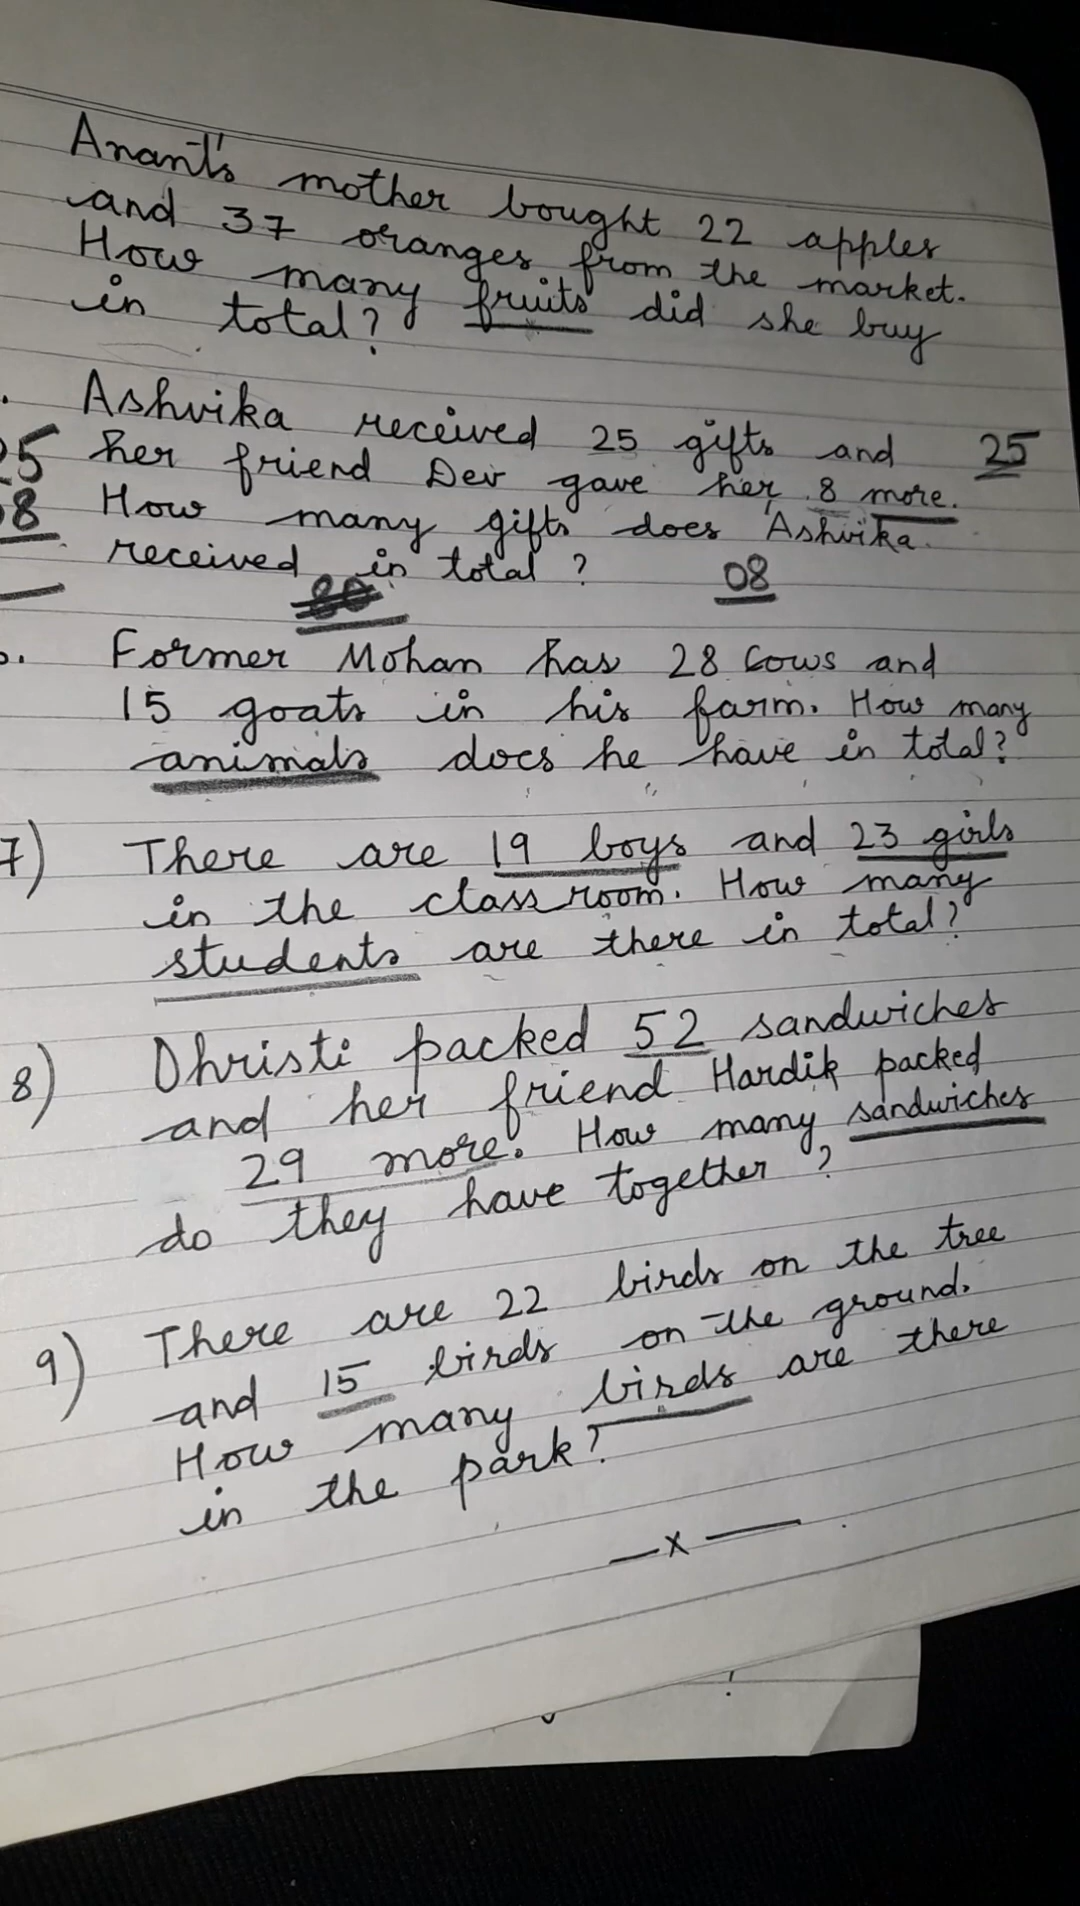 Anant's mother bought 22 apples
and 37 oranges from the market.
How many fruits did she buy
in total?
Ashvika received 25 gifts and 25
her friend Dev gave her 8 more.
How many gifts does Ashvika
received in total ?
08
Former Mohan has 28 cows and
15 goats in his farm. How many
animals does he have in total?
7) There are 19 boys and 23 girls
in the classroom. How many
students are there in total?
8) Dhristi packed 52 sandwiches
and her friend Hardik packed
29 more. How many sandwiches
do they have together ?
9) There are 22 birds on the tree
and 15 birds on the ground.
How many birds are there
in the park?
—x—